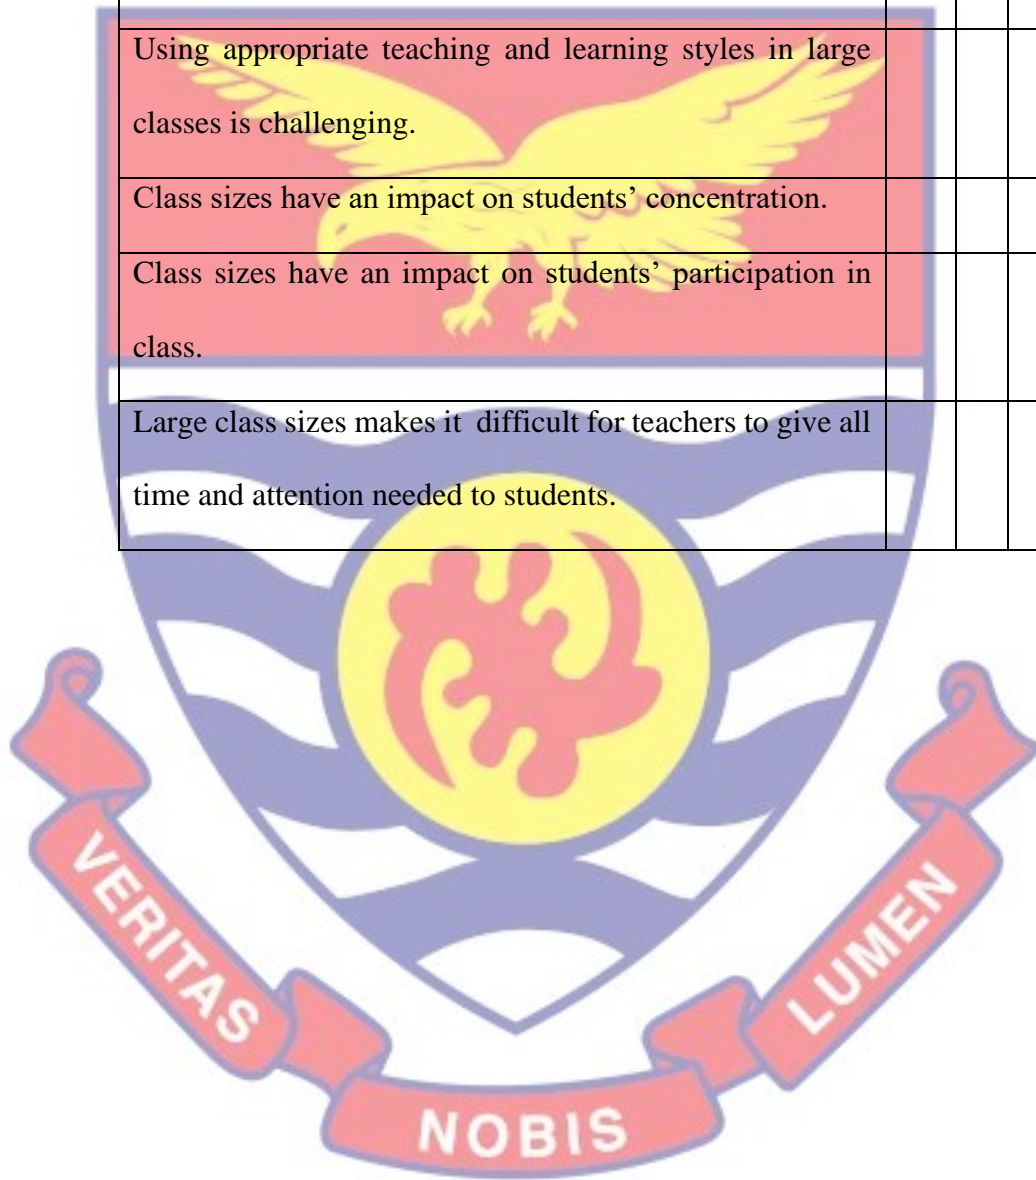 Using appropriate teaching and learning styles in large
classes is challenging.
Class sizes have an impact on students’ concentration.
Class sizes have an impact on students’ participation in
class.
Large class sizes makes it difficult for teachers to give all
time and attention needed to students.
VERITAS
NOBIS
LUMEN